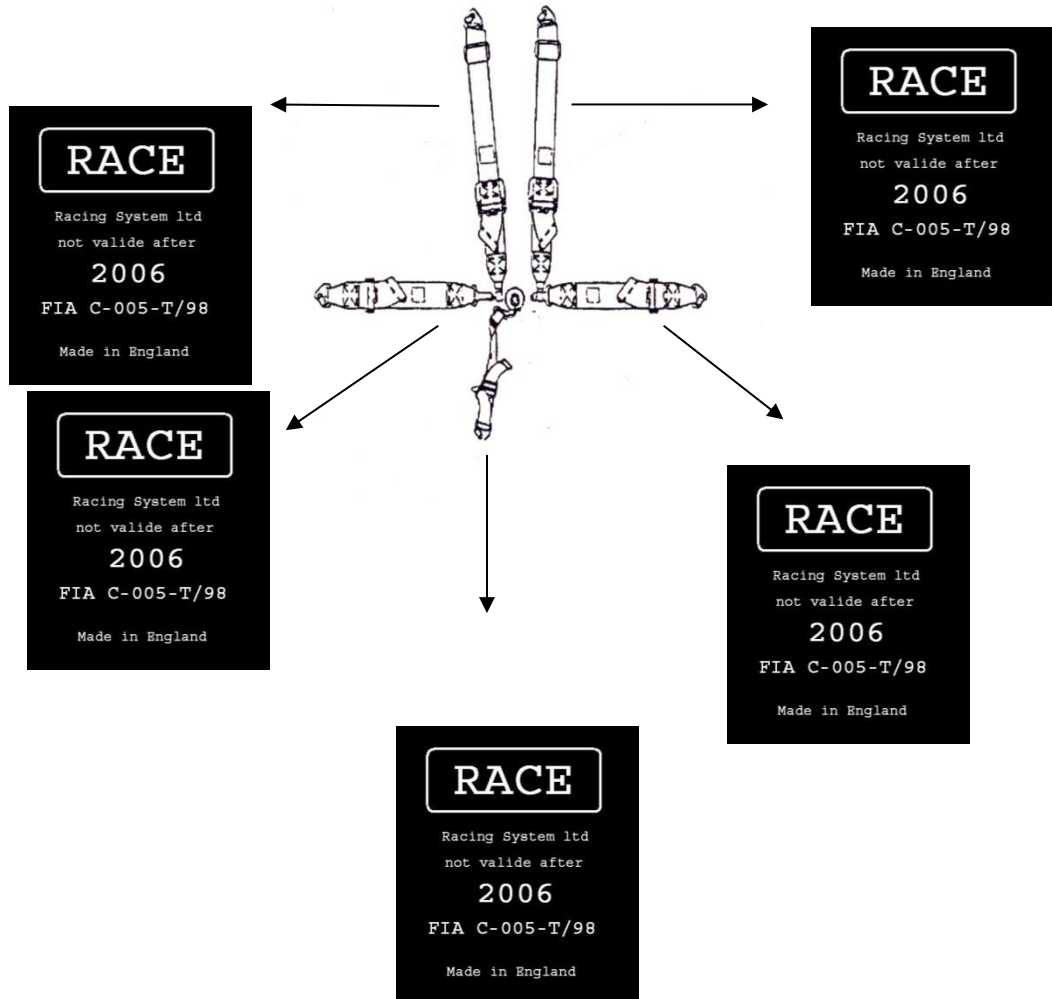 RACE
Racing System ltd
not valide after
2006
FIA C-005-T/98
Made in England
RACE
Racing System ltd
not valide after
2006
FIA C-005-T/98
Made in England
RACE
Racing System ltd
not valide after
2006
FIA C-005-T/98
Made in England
RACE
Racing System ltd
not valide after
2006
FIA C-005-T/98
Made in England
RACE
Racing System ltd
not valide after
2006
FIA C-005-T/98
Made in England